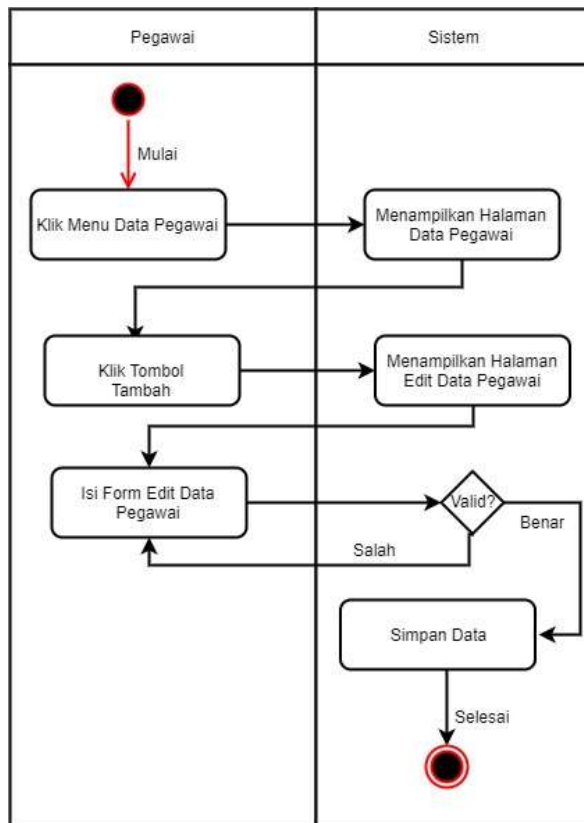 Pegawai
Sistem
Mulai
Klik Menu Data Pegawai
Menampilkan Halaman
Data Pegawai
Klik Tombol
Tambah
Menampilkan Halaman
Edit Data Pegawai
Isi Form Edit Data
Pegawai
Valid?
Benar
Salah
Simpan Data
Selesai